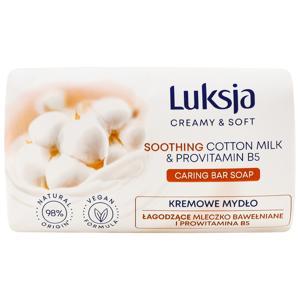 Luksja
CREAMY & SOFT
SOOTHING COTTON MILK
& PROVITAMIN B5
CARING BAR SOAP
NATURAL
98%
ORIGIN
VEGAN
FORMULA
KREMOWE MYDŁO
ŁAGODZĄCE MLECZKO BAWEŁNIANE
I PROWITAMINA B5